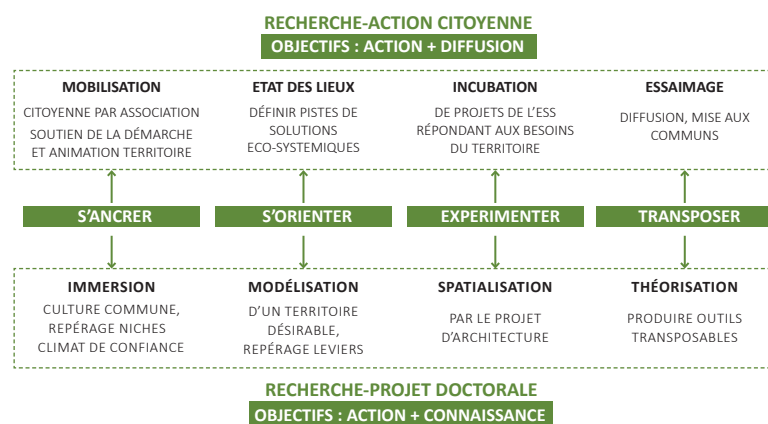 RECHERCHE-ACTION CITOYENNE
OBJECTIFS : ACTION + DIFFUSION
MOBILISATION
CITOYENNE PAR ASSOCIATION
SOUTIEN DE LA DÉMARCHE
ET ANIMATION TERRITOIRE
ETAT DES LIEUX
DÉFINIR PISTES DE
SOLUTIONS
ECO-SYSTEMIQUES
INCUBATION
DE PROJETS DE L'ESS
RÉPONDANT AUX BESOINS
DU TERRITOIRE
ESSAIMAGE
DIFFUSION, MISE AUX
COMMUNS
S'ANCRER
S'ORIENTER
EXPERIMENTER
TRANSPOSER
IMMERSION
CULTURE COMMUNE,
REPÉRAGE NICHES
CLIMAT DE CONFIANCE
MODÉLISATION
D'UN TERRITOIRE
DÉSIRABLE,
REPÉRAGE LEVIERS
SPATIALISATION
PAR LE PROJET
D'ARCHITECTURE
THÉORISATION
PRODUIRE OUTILS
TRANSPOSABLES
RECHERCHE-PROJET DOCTORALE
OBJECTIFS : ACTION + CONNAISSANCE